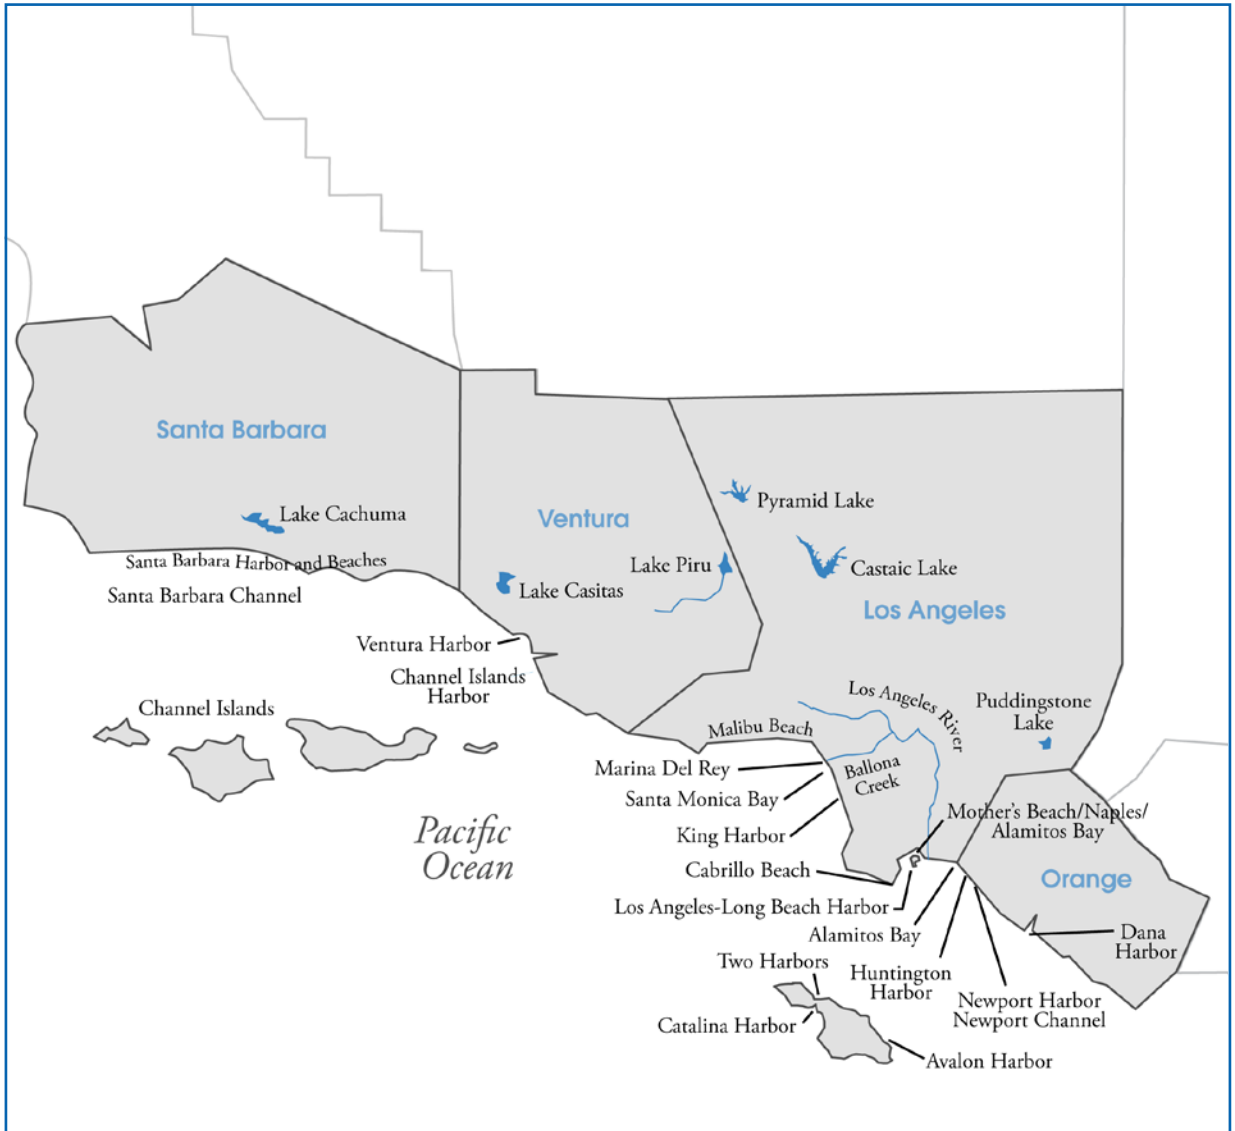 Santa Barbara
Lake Cachuma
Santa Barbara Harbor and Beaches
Santa Barbara Channel
Ventura
Lake Piru
Lake Casitas
Ventura Harbor
Channel Islands
Harbor
Channel Islands
Pyramid Lake
Castaic Lake
Los Angeles
Los Angeles River
Puddingstone
Lake
Malibu Beach
Marina Del Rey
Ballona
Creek
Santa Monica Bay
King Harbor
Mother's Beach/Naples/
Alamitos Bay
Pacific
Ocean
Cabrillo Beach
Orange
Los Angeles-Long Beach Harbor
Alamitos Bay
Dana
Harbor
Two Harbors
Huntington
Harbor
Newport Harbor
Newport Channel
Catalina Harbor
Avalon Harbor